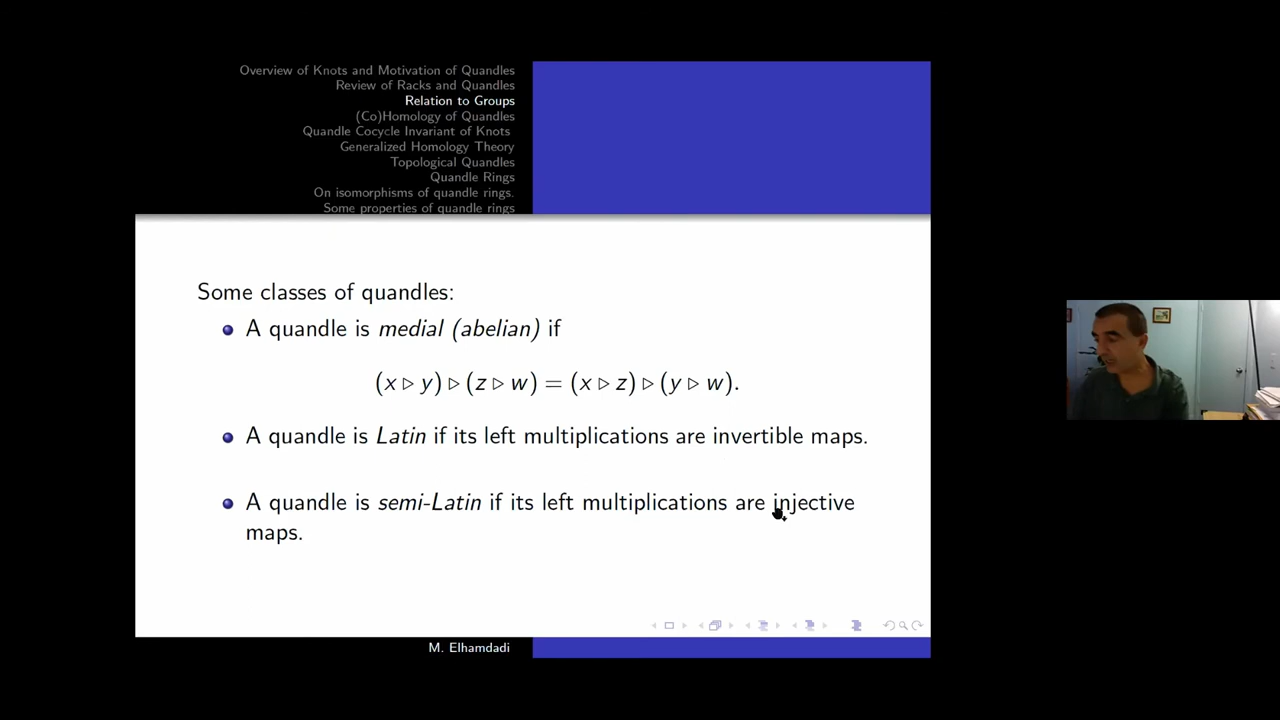 Overview of Knots and Motivation of Quandles
Review of Racks and Quandles
Relation to Groups
(Co)Homology of Quandles
Quandle Cocycle Invariant of Knots
Generalized Homology Theory
Topological Quandles
Quandle Rings
On isomorphisms of quandle rings.
Some properties of quandle rings
Some classes of quandles:
A quandle is medial (abelian) if
(x ▹ y) ▹ (z ▹ w) = (x ▹ z) ▹ (y ▹ w).
A quandle is Latin if its left multiplications are invertible maps.
A quandle is semi-Latin if its left multiplications are injective
maps.
M. Elhamdadi